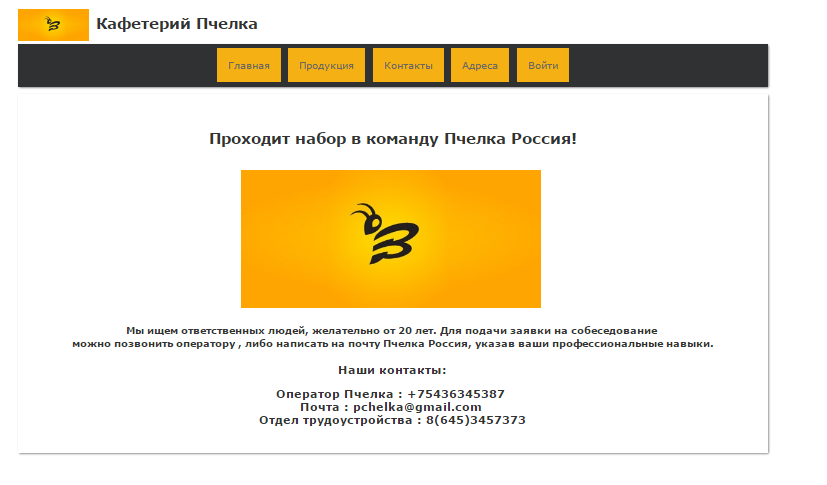 Кафетерий Пчелка
Главная
Продукция
Контакты
Адреса
Войти
Проходит набор в команду Пчелка Россия!
Мы ищем ответственных людей, желательно от 20 лет. Для подачи заявки на собеседование
можно позвонить оператору , либо написать на почту Пчелка Россия, указав ваши профессиональные навыки.
Наши контакты:
Оператор Пчелка : +75436345387
Почта : pchelka@gmail.com
Отдел трудоустройства : 8(645)3457373